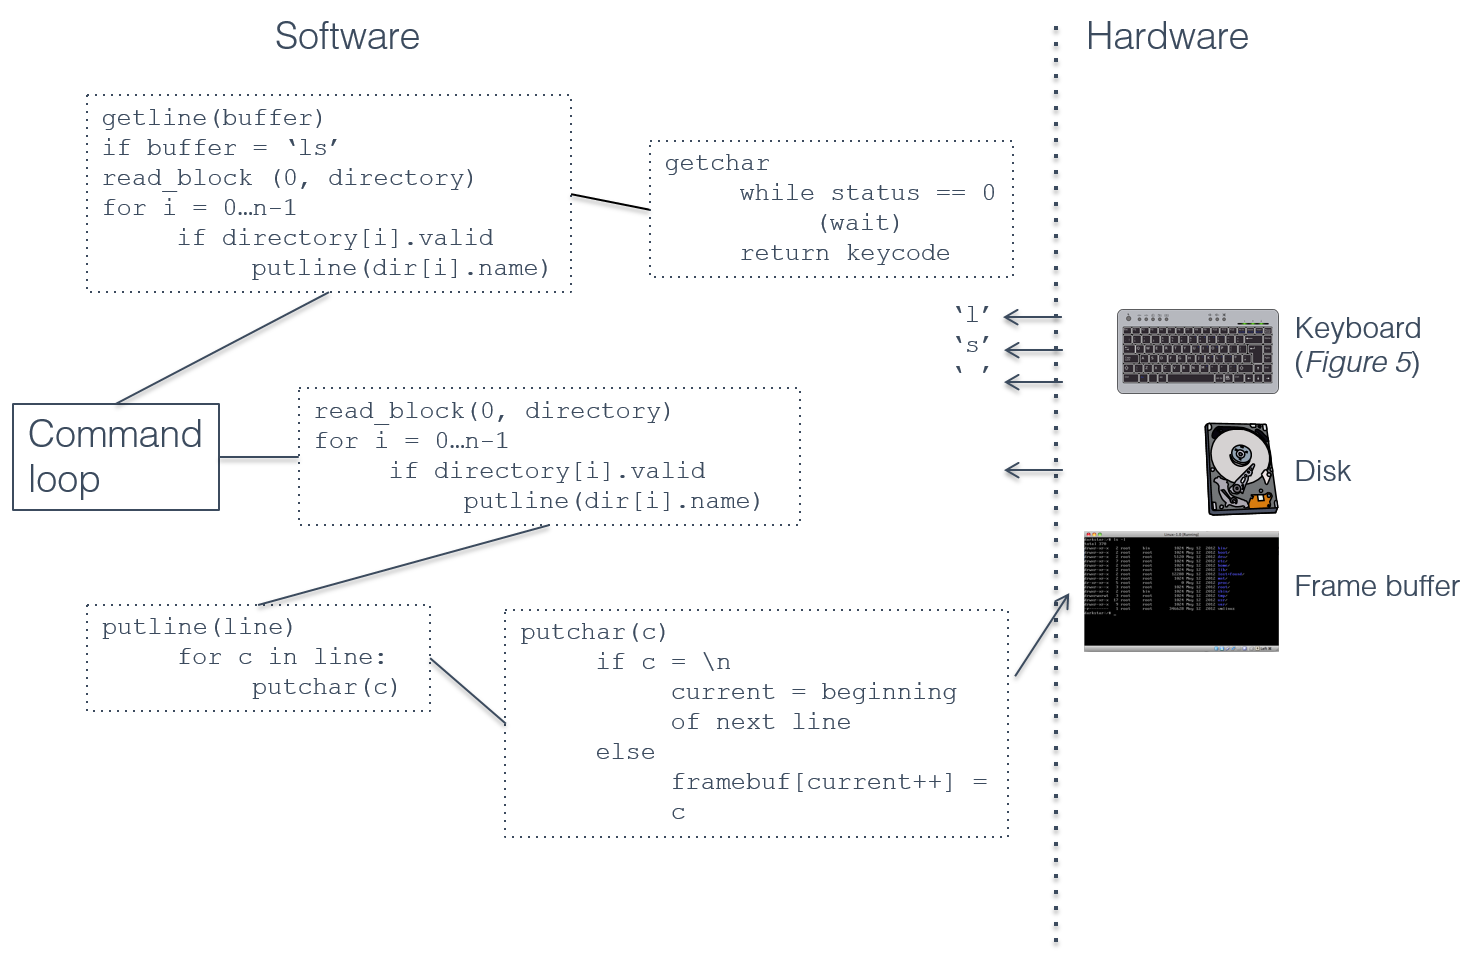 Software
Hardware
getline(buffer)
if buffer = ‘ls’
read_block (0, directory)
for i = 0…n-1
if directory[i].valid
putline(dir[i].name)
getchar
while status == 0
(wait)
return keycode
‘l’
‘s’
‘ ’
Keyboard
(Figure 5)
Command
loop
read_block(0, directory)
for i = 0…n-1
if directory[i].valid
putline(dir[i].name)
Disk
Frame buffer
putline(line)
for c in line:
putchar(c)
putchar(c)
if c = \n
current = beginning
of next line
else
framebuf[current++] =
c